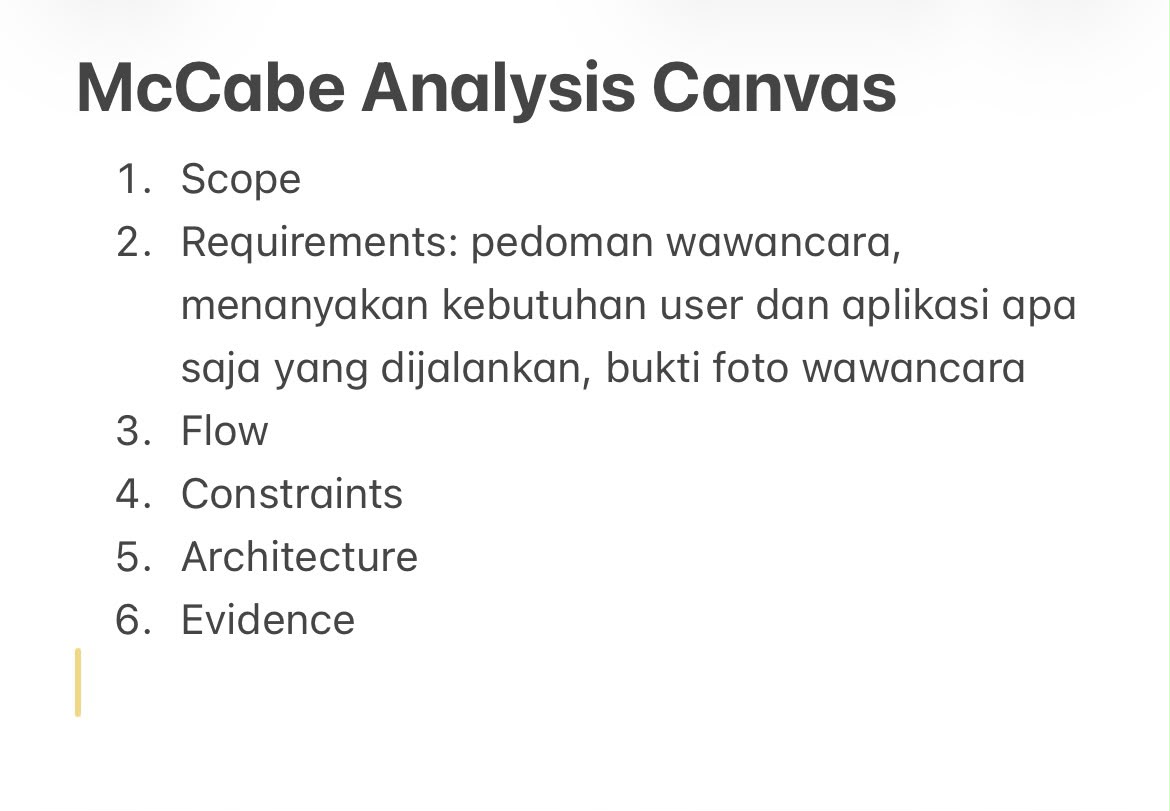 McCabe Analysis Canvas
1. Scope
2. Requirements: pedoman wawancara,
menanyakan kebutuhan user dan aplikasi apa
saja yang dijalankan, bukti foto wawancara
3. Flow
4. Constraints
5. Architecture
6. Evidence